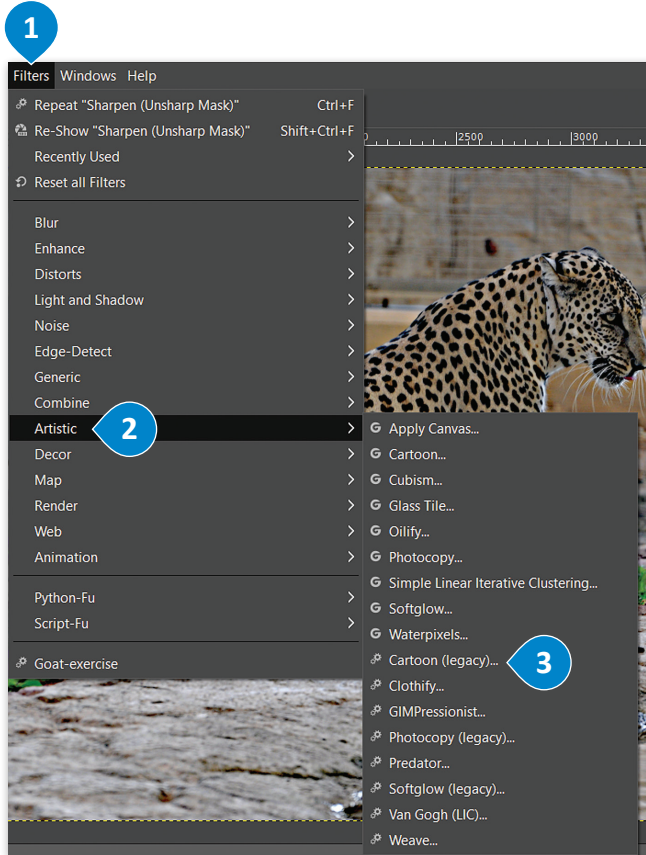 1
Filters Windows Help
Repeat "Sharpen (Unsharp Mask)" Ctrl+F
Re-Show "Sharpen (Unsharp Mask)" Shift+Ctrl+F
Recently Used
Reset all Filters
2500 3000
Blur
Enhance
Distorts
Light and Shadow
Noise
Edge-Detect
Generic
Combine
Artistic 2
Decor
Map
Render
Web
Animation
Python-Fu
Script-Fu
Goat-exercise
Apply Canvas...
Cartoon...
Cubism...
Glass Tile...
Oilify...
Photocopy...
Simple Linear Iterative Clustering...
Softglow...
Waterpixels...
Cartoon (legacy)... 3
Clothify...
GIMPressionist...
Photocopy (legacy)...
Predator...
Softglow (legacy)...
Van Gogh (LIC)...
Weave...